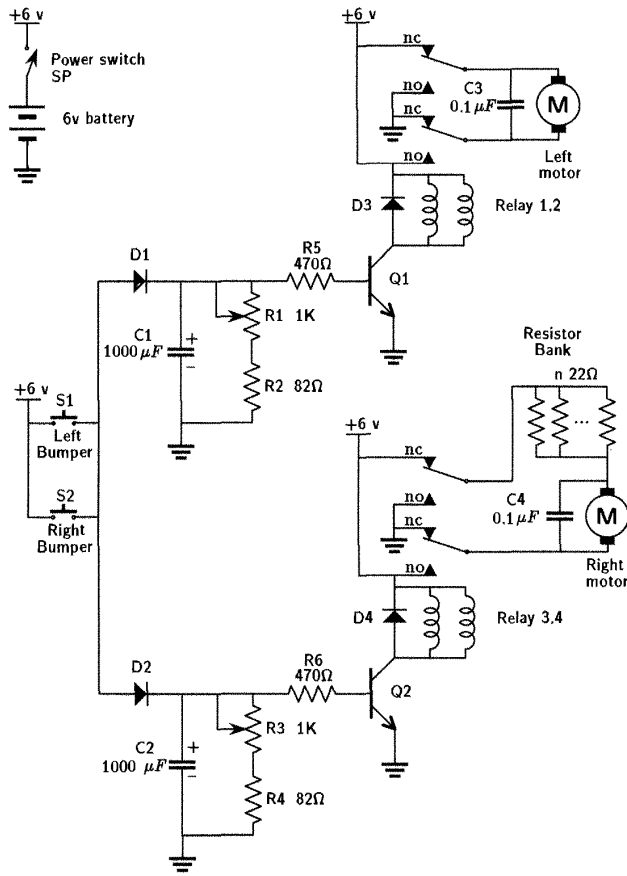 +6 v
Power switch
SP
6v battery
+6 v
nc
no
nc
no
C3
0.1 µF
M
Left
motor
D3
Relay 1,2
D1
R5
470Ω
Q1
C1
1000 µF
+
−
R1 1K
R2 82Ω
+6 v
S1
Left
Bumper
S2
Right
Bumper
Resistor
Bank
n 22Ω
...
+6 v
nc
no
nc
no
C4
0.1 µF
M
Right
motor
D4
Relay 3,4
D2
R6
470Ω
Q2
C2
1000 µF
+
−
R3 1K
R4 82Ω